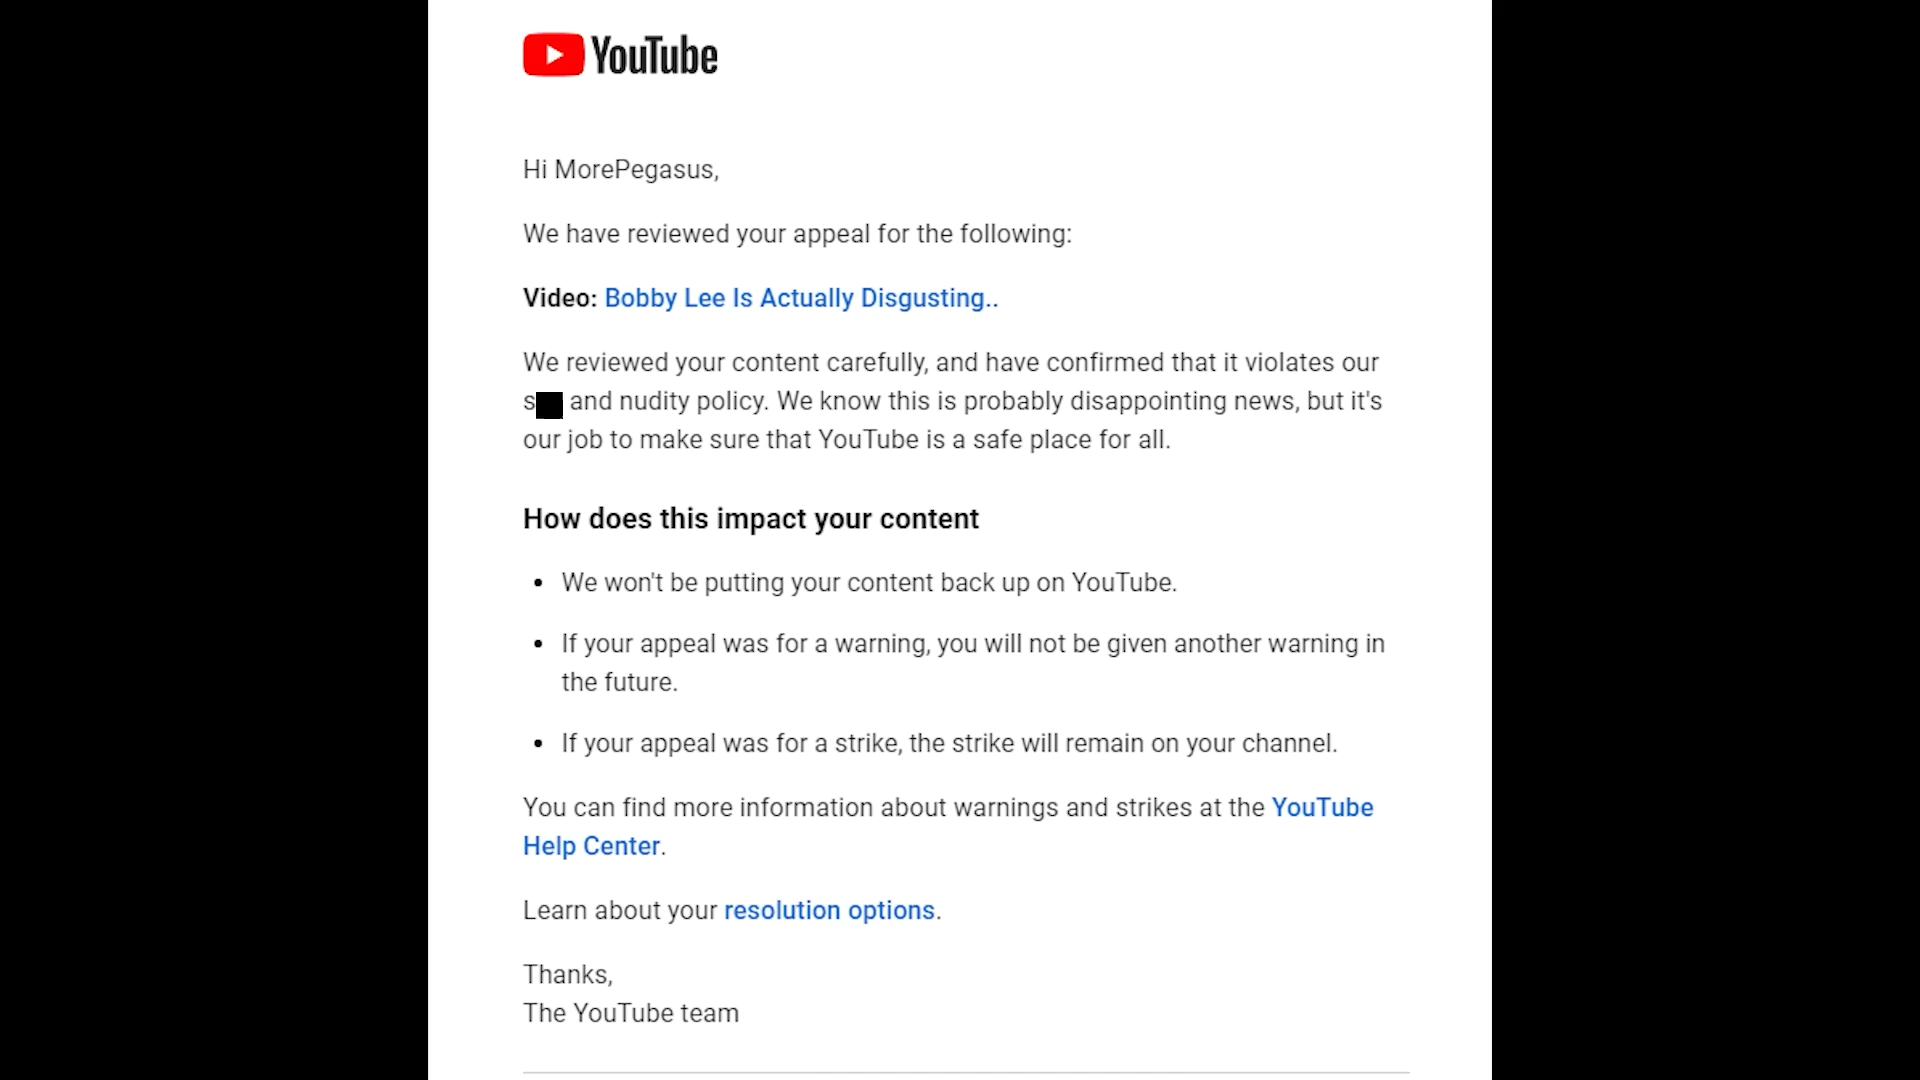 YouTube
Hi MorePegasus,
We have reviewed your appeal for the following:
Video: Bobby Lee Is Actually Disgusting..
We reviewed your content carefully, and have confirmed that it violates our
s and nudity policy. We know this is probably disappointing news, but it's
our job to make sure that YouTube is a safe place for all.
How does this impact your content
• We won't be putting your content back up on YouTube.
• If your appeal was for a warning, you will not be given another warning in
the future.
• If your appeal was for a strike, the strike will remain on your channel.
You can find more information about warnings and strikes at the YouTube
Help Center.
Learn about your resolution options.
Thanks,
The YouTube team